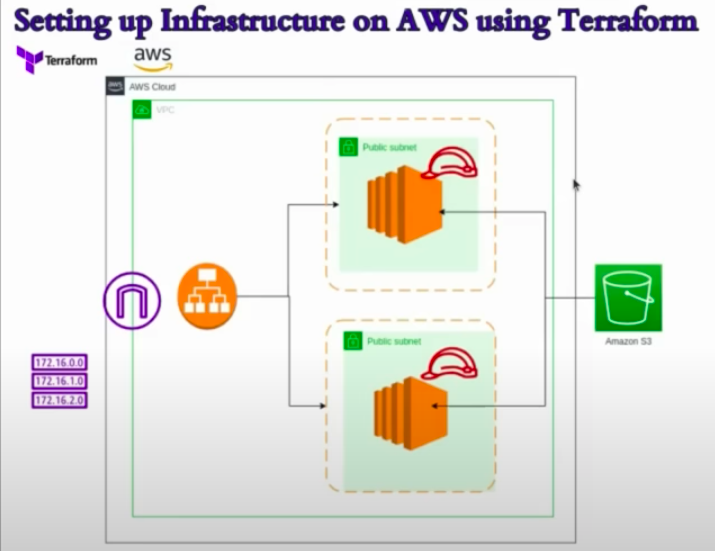 Setting up Infrastructure on AWS using Terraform
Terraform
aws
aws
AWS Cloud
VPC
Public subnet
Amazon S3
172.16.0.0
172.16.1.0
172.16.2.0
Public subnet